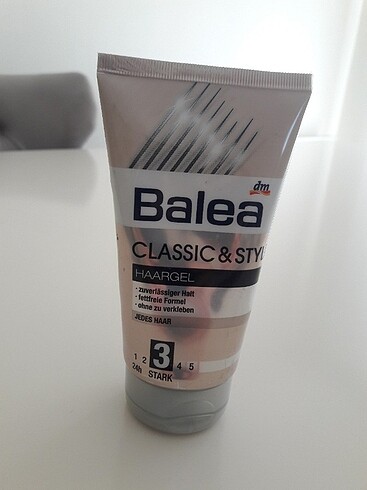 dm
Balea
CLASSIC & STYL
HAARGEL
• zuverlässiger Halt
• fettfreie Formel
• ohne zu verkleben
JEDES HAAR
1 2 3 4 5
24h STARK